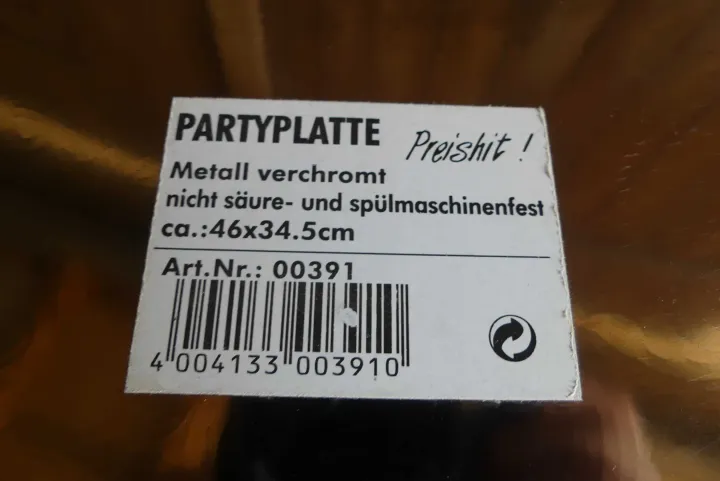 PARTYPLATTE Preishit !
Metall verchromt
nicht säure- und spülmaschinenfest
ca.:46x34.5cm
Art.Nr.: 00391
4 004133 003910